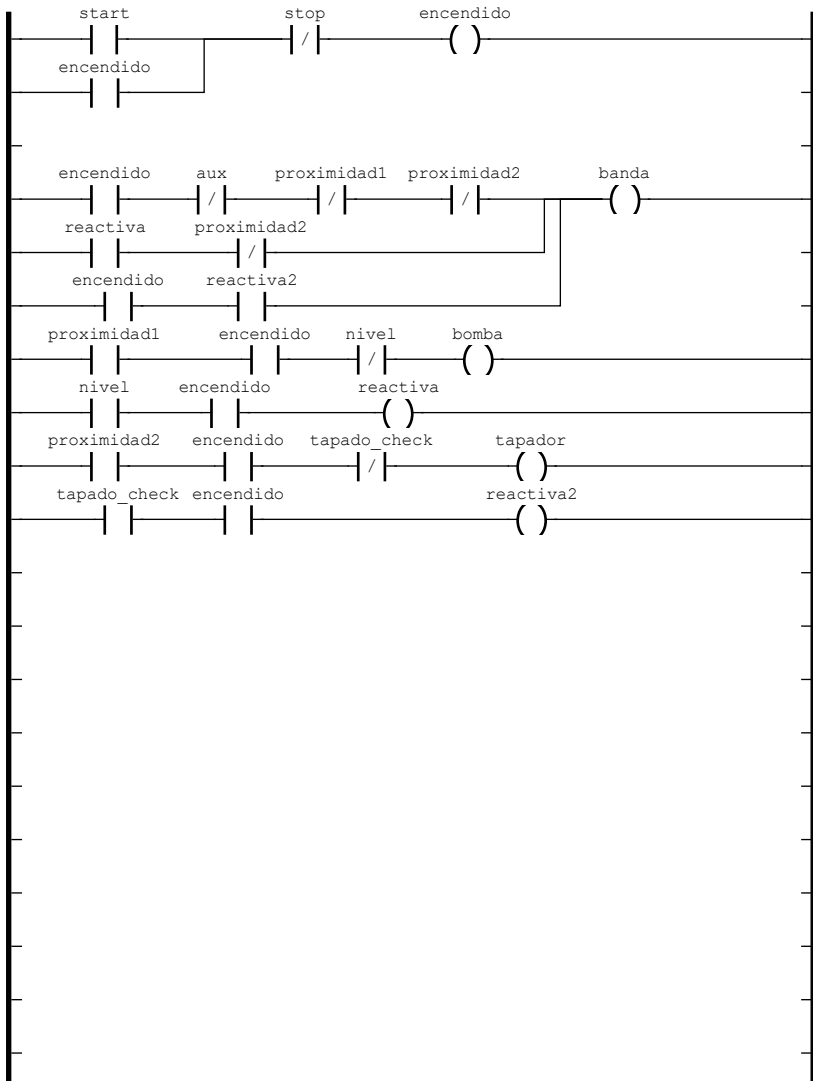 start stop encendido
/
encendido
encendido aux proximidad1 proximidad2 banda
/ / /
reactiva proximidad2
/
encendido reactiva2
proximidad1 encendido nivel bomba
/
nivel encendido reactiva
proximidad2 encendido tapado_check tapador
/
tapado_check encendido reactiva2